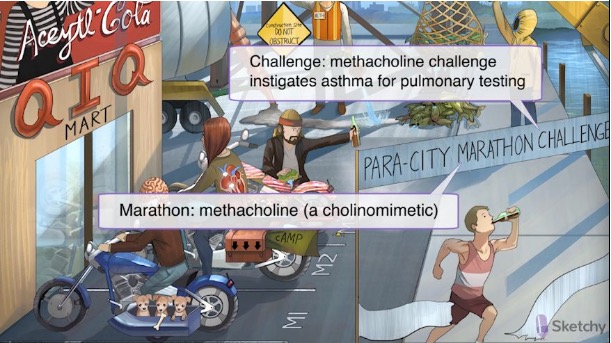 Aceytl-Cola
QIQ
MART
Construction Site
DO NOT
OBSTRUCT
Challenge: methacholine challenge
instigates asthma for pulmonary testing
PARA-CITY MARATHON CHALLENGE
Marathon: methacholine (a cholinomimetic)
CAMP
M2
M1
Sketchy